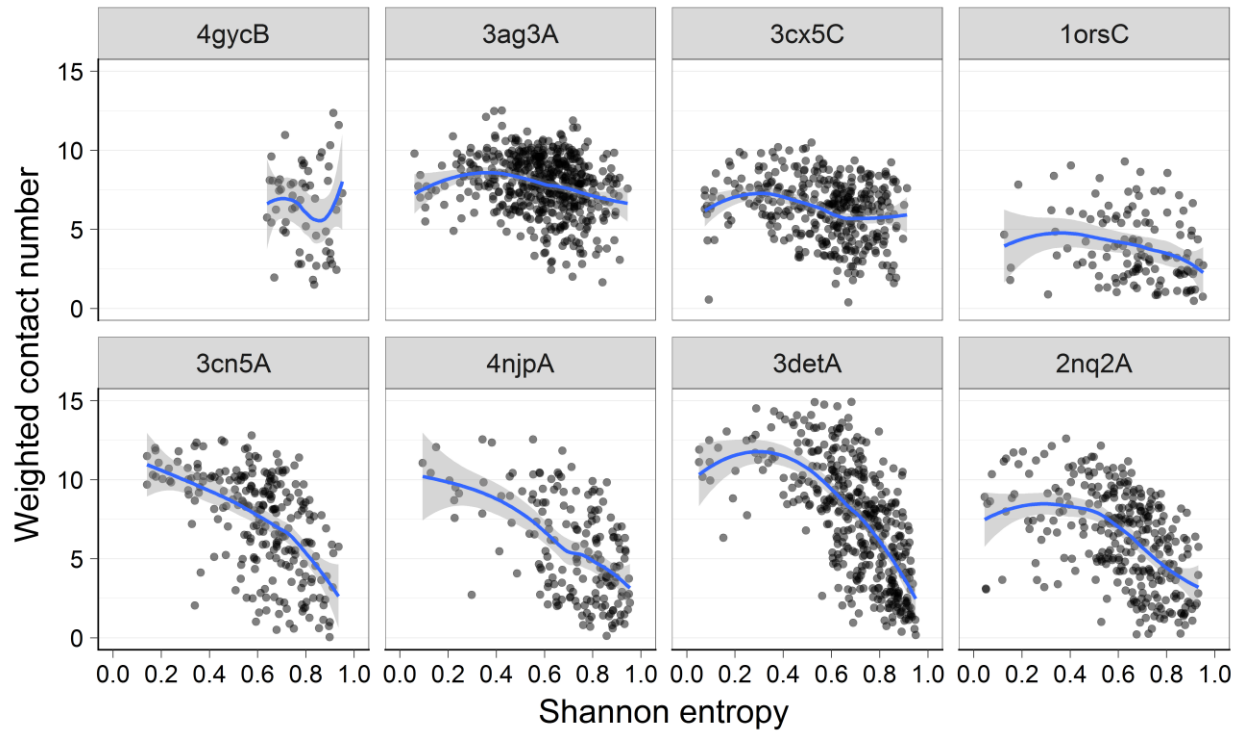 4gycB 3ag3A 3cx5C 1orsC
15
10
5
0
3cn5A 4njpA 3detA 2nq2A
15
10
5
0
Weighted contact number
0.0 0.2 0.4 0.6 0.8 1.0 0.0 0.2 0.4 0.6 0.8 1.0 0.0 0.2 0.4 0.6 0.8 1.0 0.0 0.2 0.4 0.6 0.8 1.0
Shannon entropy